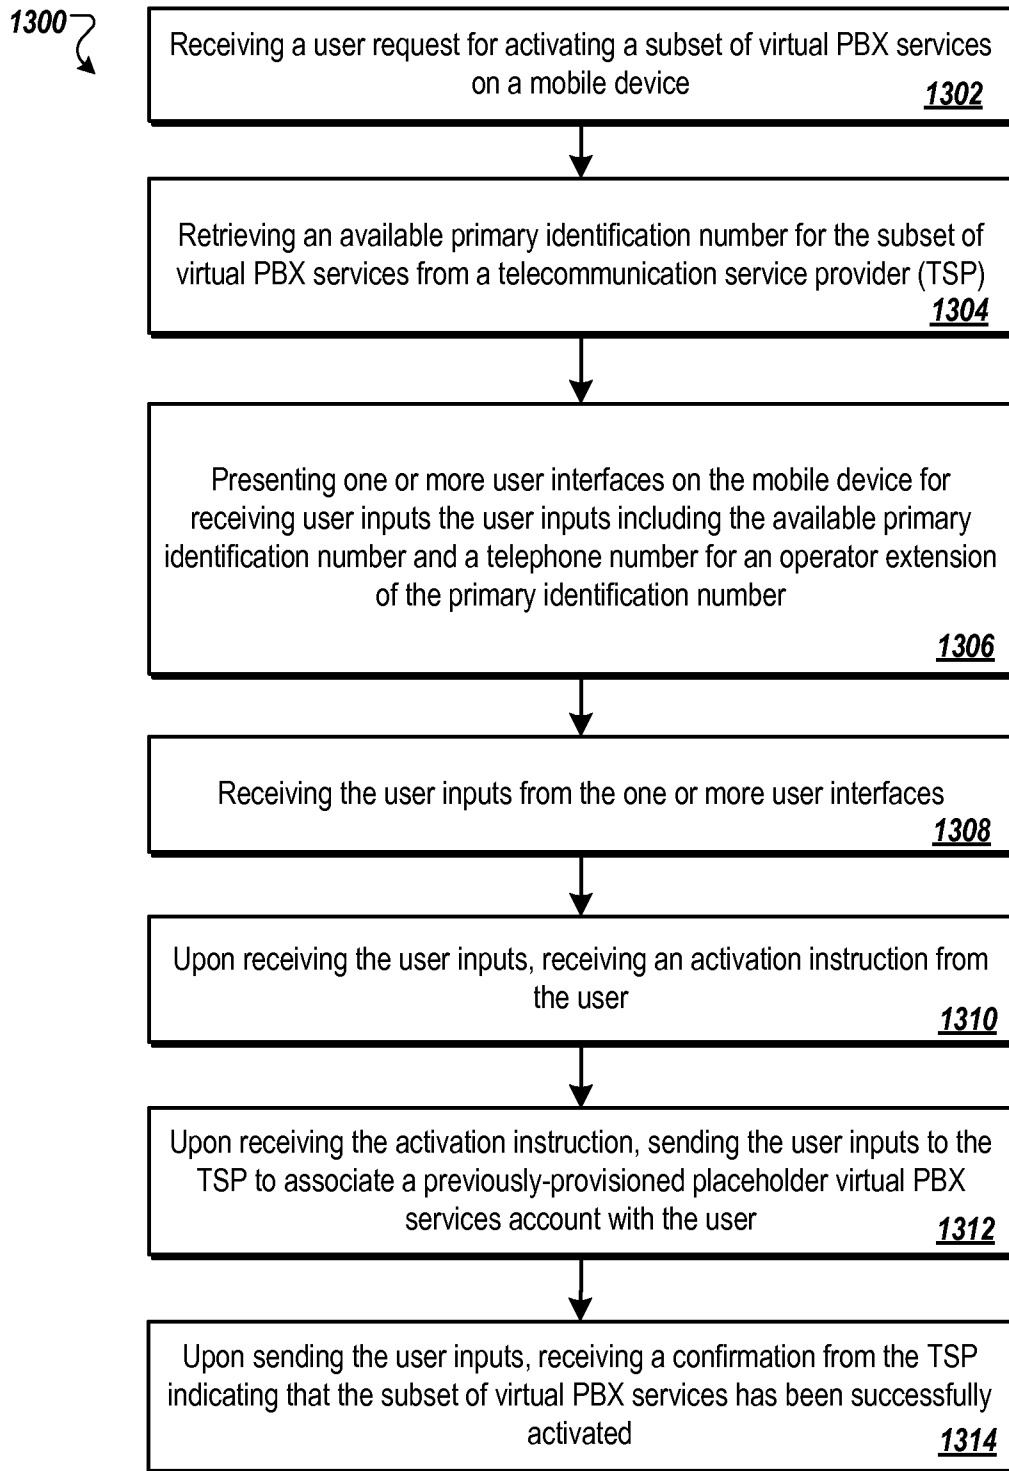 1300
Receiving a user request for activating a subset of virtual PBX services
on a mobile device
1302
Retrieving an available primary identification number for the subset of
virtual PBX services from a telecommunication service provider (TSP)
1304
Presenting one or more user interfaces on the mobile device for
receiving user inputs the user inputs including the available primary
identification number and a telephone number for an operator extension
of the primary identification number
1306
Receiving the user inputs from the one or more user interfaces
1308
Upon receiving the user inputs, receiving an activation instruction from
the user
1310
Upon receiving the activation instruction, sending the user inputs to the
TSP to associate a previously-provisioned placeholder virtual PBX
services account with the user
1312
Upon sending the user inputs, receiving a confirmation from the TSP
indicating that the subset of virtual PBX services has been successfully
activated
1314